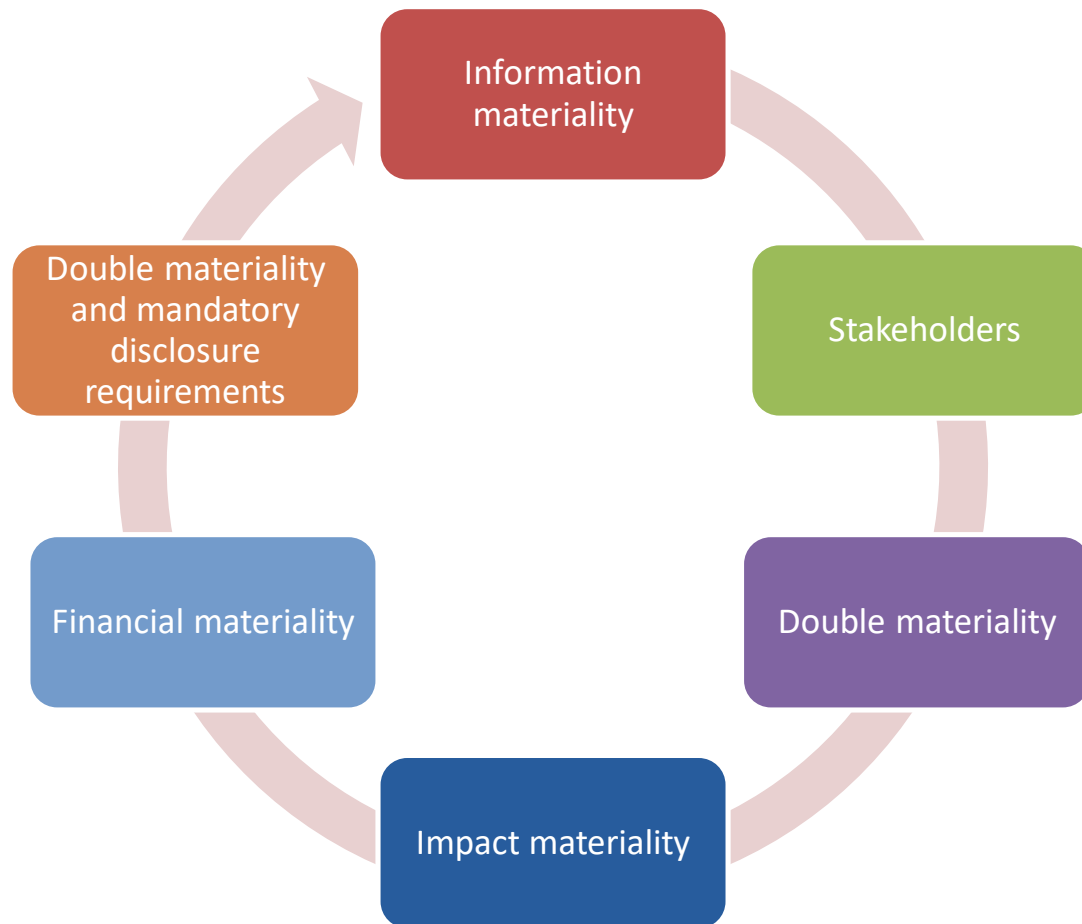 Information
materiality
Stakeholders
Double materiality
Impact materiality
Financial materiality
Double materiality
and mandatory
disclosure
requirements